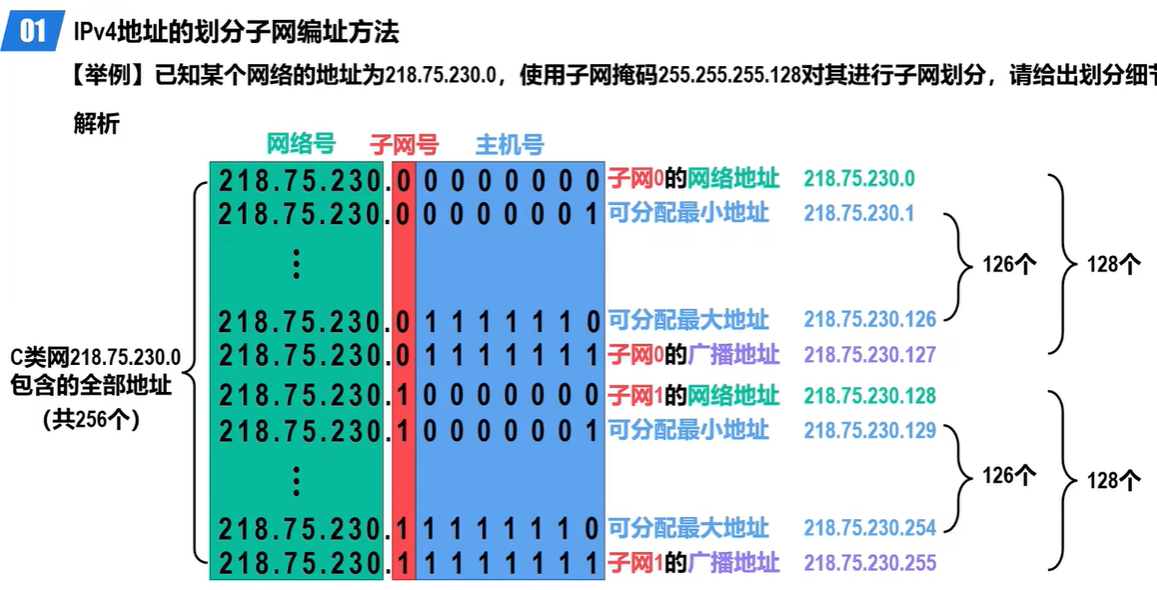 01 IPv4地址的划分子网编址方法
【举例】已知某个网络的地址为218.75.230.0，使用子网掩码255.255.255.128对其进行子网划分，请给出划分细
解析
网络号 子网号 主机号
218.75.230.0 0 0 0 0 0 0 0 子网0的网络地址 218.75.230.0
218.75.230.0 0 0 0 0 0 0 1 可分配最小地址 218.75.230.1
⋮
126个 128个
218.75.230.0 1 1 1 1 1 1 0 可分配最大地址 218.75.230.126
218.75.230.0 1 1 1 1 1 1 1 子网0的广播地址 218.75.230.127
C类网218.75.230.0
包含的全部地址
（共256个）
218.75.230.1 0 0 0 0 0 0 0 子网1的网络地址 218.75.230.128
218.75.230.1 0 0 0 0 0 0 1 可分配最小地址 218.75.230.129
⋮
126个 128个
218.75.230.1 1 1 1 1 1 1 0 可分配最大地址 218.75.230.254
218.75.230.1 1 1 1 1 1 1 1 子网1的广播地址 218.75.230.255